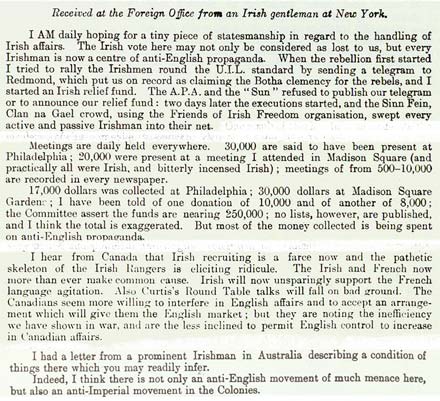 Received at the Foreign Office from an Irish gentleman at New York.
I AM daily hoping for a tiny piece of statesmanship in regard to the handling of
Irish affairs. The Irish vote here may not only be considered as lost to us, but every
Irishman is now a centre of anti-English propaganda. When the rebellion first started
I tried to rally the Irishmen round the U.I.L. standard by sending a telegram to
Redmond, which put us on record as claiming the Botha clemency for the rebels, and I
started an Irish relief fund. The A.P.A. and the "Sun" refused to publish our telegram
or to announce our relief fund: two days later the executions started, and the Sinn Fein,
Clan na Gael crowd, using the Friends of Irish Freedom organisation, swept every
active and passive Irishman into their net.
Meetings are daily held everywhere. 30,000 are said to have been present at
Philadelphia; 20,000 were present at a meeting I attended in Madison Square (and
practically all were Irish, and bitterly incensed Irish); meetings of from 500-10,000
are recorded in every newspaper.
17,000 dollars was collected at Philadelphia; 30,000 dollars at Madison Square
Gardens; I have been told of one donation of 10,000 and of another of 8,000;
the Committee assert the funds are nearing 250,000; no lists, however, are published,
and I think the total is exaggerated. But most of the money collected is being spent
on anti-English propaganda.
I hear from Canada that Irish recruiting is a farce now and the pathetic
skeleton of the Irish Rangers is eliciting ridicule. The Irish and French now
more than ever make common cause. Irish will now unsparingly support the French
language agitation. Also Curtis's Round Table talks will fall on bad ground. The
Canadians seem more willing to interfere in English affairs and to accept an arrange-
ment which will give them the English market; but they are noting the inefficiency
we have shown in war, and are the less inclined to permit English control to increase
in Canadian affairs.
I had a letter from a prominent Irishman in Australia describing a condition of
things there which you may readily infer.
Indeed, I think there is not only an anti-English movement of much menace here,
but also an anti-Imperial movement in the Colonies.